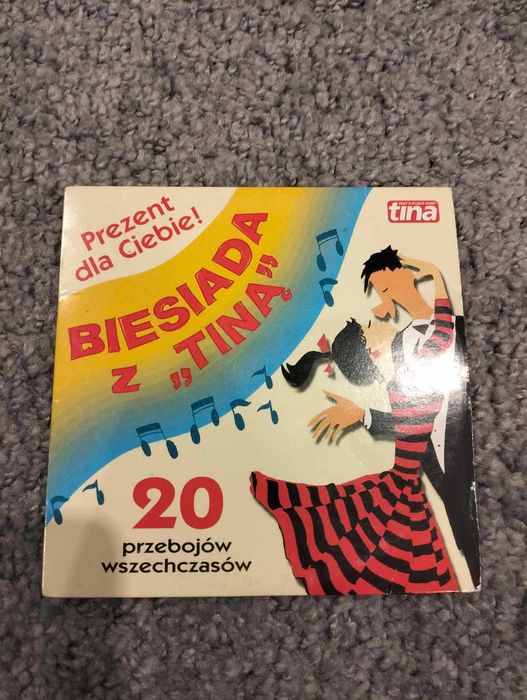 Prezent
dla Ciebie!
tina
BIESIADA
z „TINĄ”
20
przebojów
wszechczasów